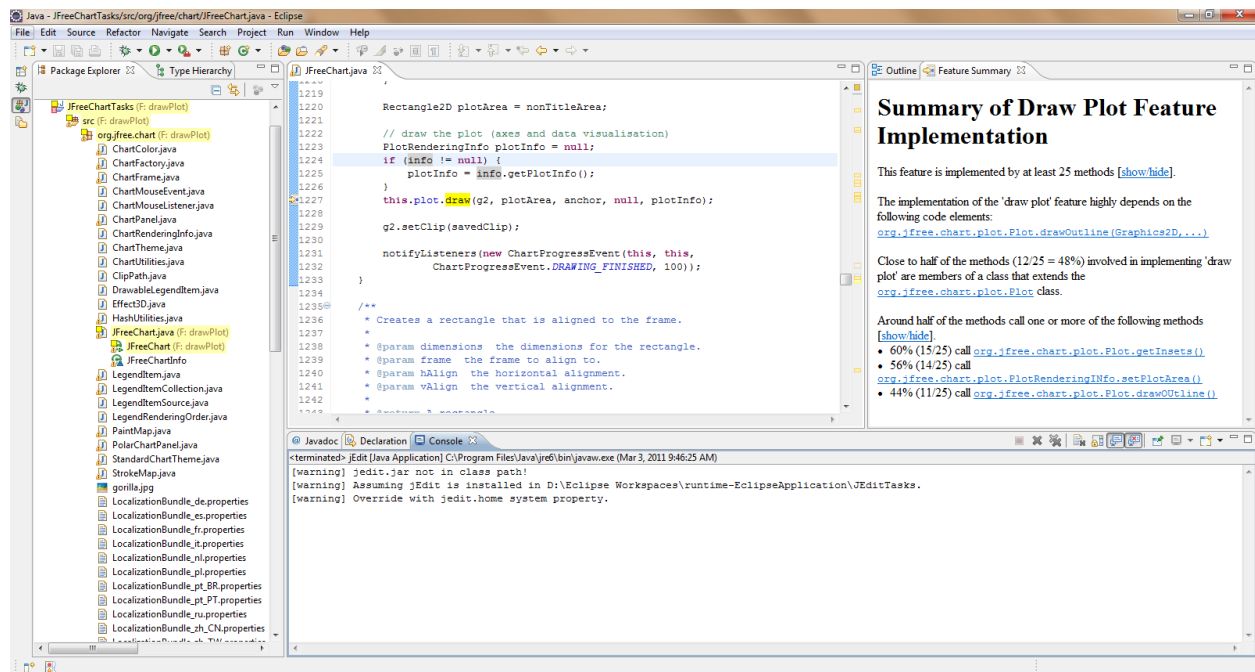 Java - JFreeChartTasks/src/org/jfree/chart/JFreeChart.java - Eclipse
File Edit Source Refactor Navigate Search Project Run Window Help
Package Explorer Type Hierarchy
JFreeChartTasks (F: drawPlot)
src (F: drawPlot)
org.jfree.chart (F: drawPlot)
ChartColor.java
ChartFactory.java
ChartFrame.java
ChartMouseEvent.java
ChartMouseListener.java
ChartPanel.java
ChartRenderingInfo.java
ChartTheme.java
ChartUtilities.java
ClipPath.java
DrawableLegendItem.java
Effect3D.java
HashUtilities.java
JFreeChart.java (F: drawPlot)
JFreeChart (F: drawPlot)
JFreeChartInfo
LegendItem.java
LegendItemCollection.java
LegendItemSource.java
LegendRenderingOrder.java
PaintMap.java
PolarChartPanel.java
StandardChartTheme.java
StrokeMap.java
gorilla.jpg
LocalizationBundle_de.properties
LocalizationBundle_es.properties
LocalizationBundle_fr.properties
LocalizationBundle_it.properties
LocalizationBundle_nl.properties
LocalizationBundle_pl.properties
LocalizationBundle_pt_BR.properties
LocalizationBundle_pt_PT.properties
LocalizationBundle_ru.properties
LocalizationBundle_zh_CN.properties
JFreeChart.java
1219
1220 Rectangle2D plotArea = nonTitleArea;
1221
1222 // draw the plot (axes and data visualisation)
1223 PlotRenderingInfo plotInfo = null;
1224 if (info != null) {
1225 plotInfo = info.getPlotInfo();
1226 }
1227 this.plot.draw(g2, plotArea, anchor, null, plotInfo);
1228
1229 g2.setClip(savedClip);
1230
1231 notifyListeners(new ChartProgressEvent(this, this,
1232 ChartProgressEvent.DRAWING_FINISHED, 100));
1233 }
1234
1235 /**
1236 * Creates a rectangle that is aligned to the frame.
1237 *
1238 * @param dimensions the dimensions for the rectangle.
1239 * @param frame the frame to align to.
1240 * @param hAlign the horizontal alignment.
1241 * @param vAlign the vertical alignment.
1242 *
Outline Feature Summary
Summary of Draw Plot Feature
Implementation
This feature is implemented by at least 25 methods [show/hide].
The implementation of the 'draw plot' feature highly depends on the
following code elements:
org.jfree.chart.plot.Plot.drawOutline(Graphics2D,...)
Close to half of the methods (12/25 = 48%) involved in implementing 'draw
plot' are members of a class that extends the
org.jfree.chart.plot.Plot class.
Around half of the methods call one or more of the following methods
[show/hide].
• 60% (15/25) call org.jfree.chart.plot.Plot.getInsets()
• 56% (14/25) call
org.jfree.chart.plot.PlotRenderingINfo.setPlotArea()
• 44% (11/25) call org.jfree.chart.plot.Plot.drawOUtline()
Javadoc Declaration Console
<terminated> jEdit [Java Application] C:\Program Files\Java\jre6\bin\javaw.exe (Mar 3, 2011 9:46:25 AM)
[warning] jedit.jar not in class path!
[warning] Assuming jEdit is installed in D:\Eclipse Workspaces\runtime-EclipseApplication\JEditTasks.
[warning] Override with jedit.home system property.